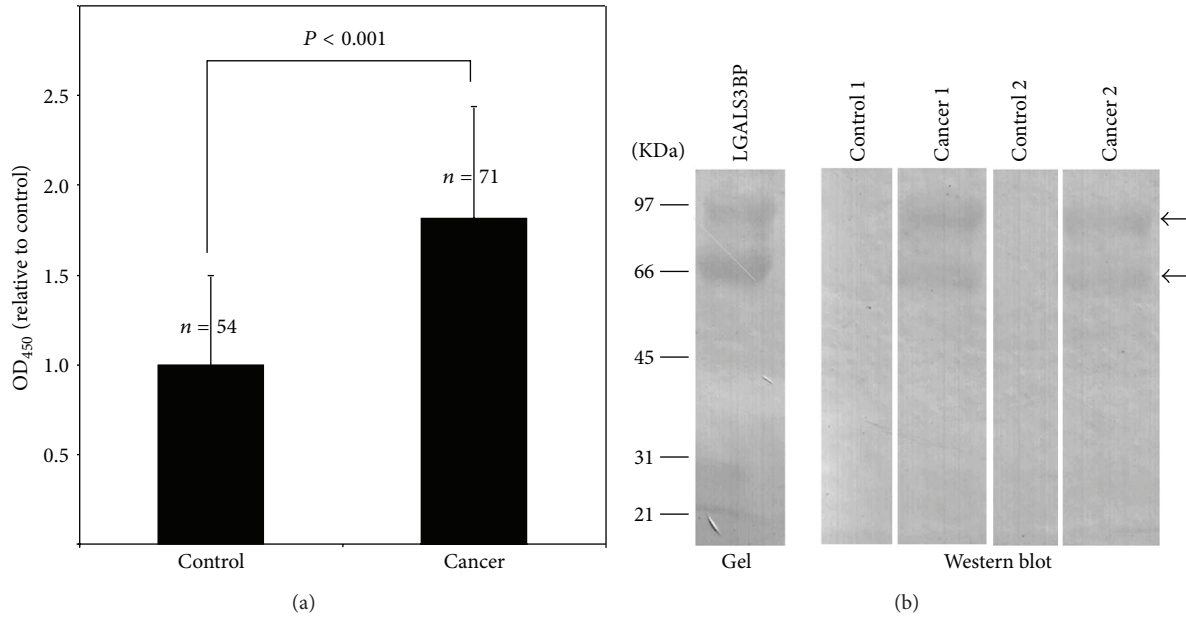 P < 0.001
OD450 (relative to control)
2.5
2.0
1.5
1.0
0.5
n = 54
n = 71
Control
Cancer
(a)
(KDa)
LGALS3BP
Control 1
Cancer 1
Control 2
Cancer 2
97
66
45
31
21
Gel
Western blot
(b)